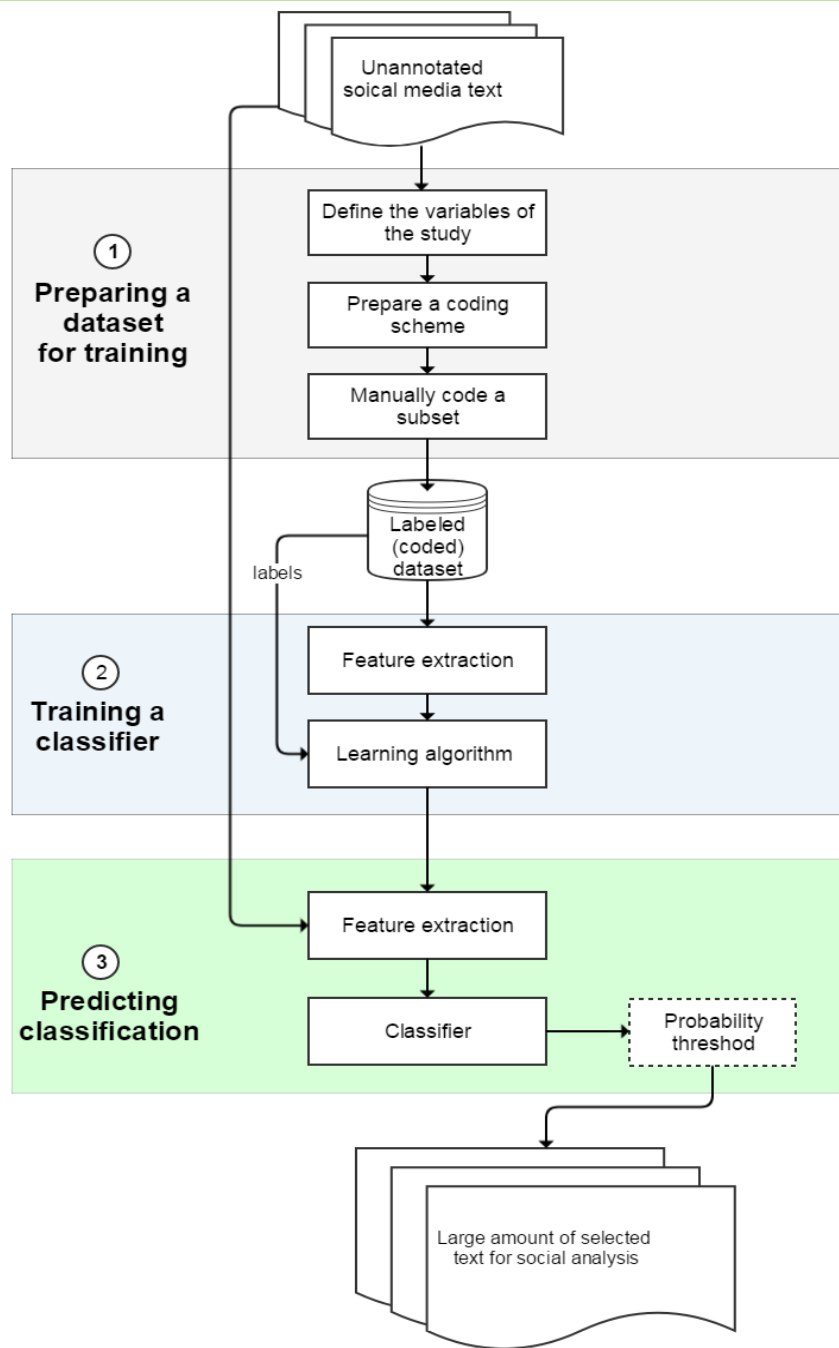 Unannotated
soical media text
1
Preparing a
dataset
for training
Define the variables of
the study
Prepare a coding
scheme
Manually code a
subset
Labeled
(coded)
dataset
labels
2
Training a
classifier
Feature extraction
Learning algorithm
3
Predicting
classification
Feature extraction
Classifier
Probability
threshod
Large amount of selected
text for social analysis